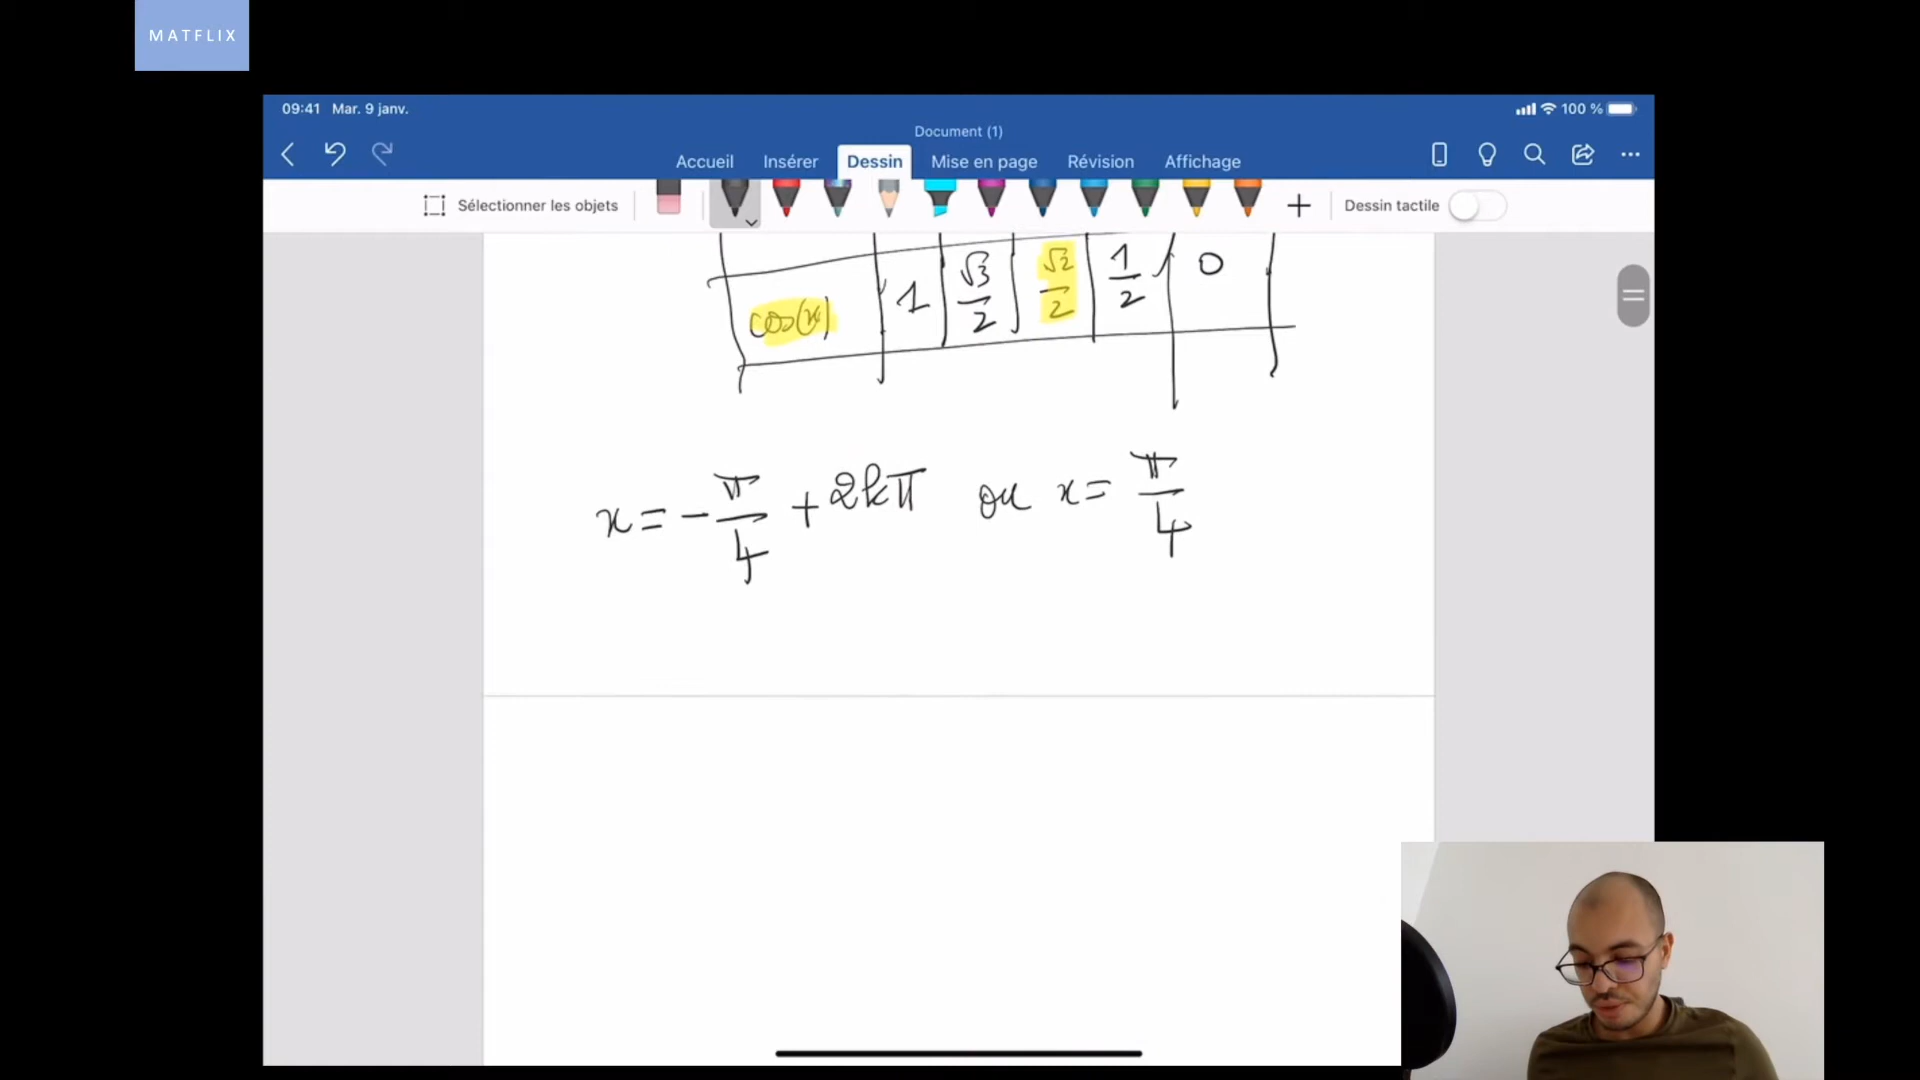 MATFLIX
09:41 Mar. 9 janv.
100 %
Document (1)
Accueil Insérer Dessin Mise en page Révision Affichage
Sélectionner les objets
Dessin tactile
cos(x) 1 √3/2 √2/2 1/2 0
x = -π/4 + 2kπ ou x = π/4